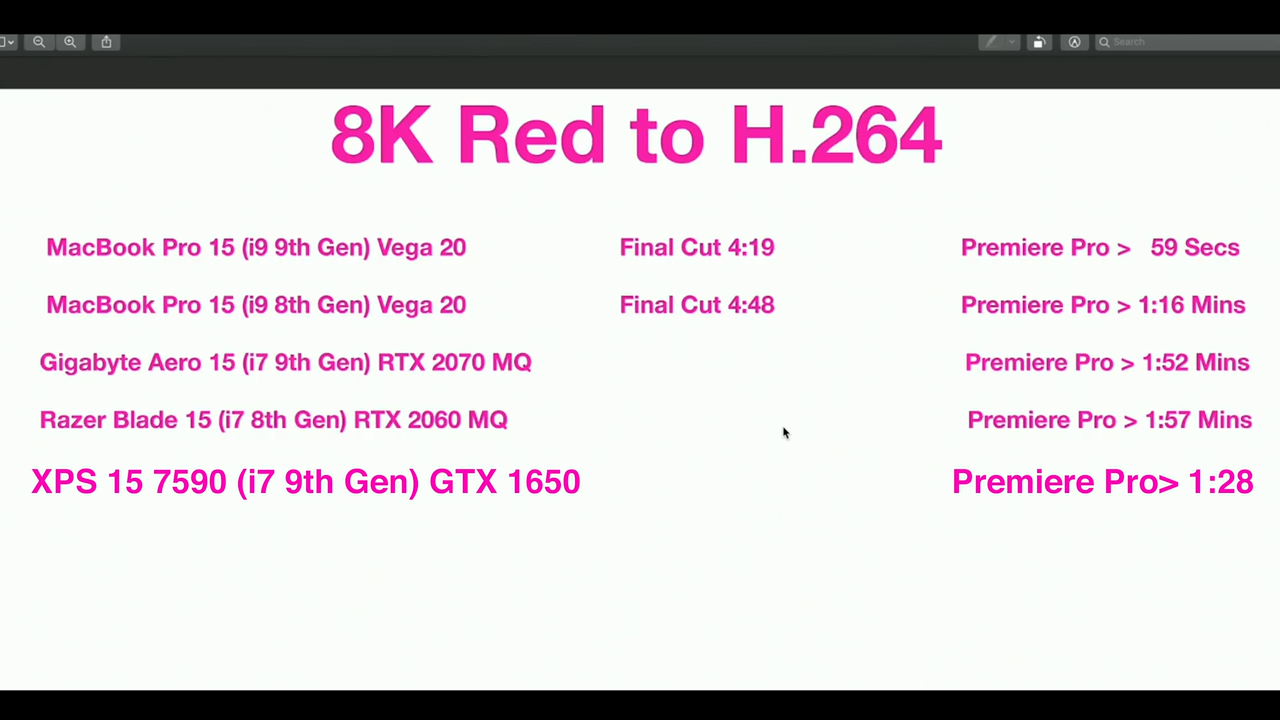 Search
8K Red to H.264
MacBook Pro 15 (i9 9th Gen) Vega 20 Final Cut 4:19 Premiere Pro > 59 Secs
MacBook Pro 15 (i9 8th Gen) Vega 20 Final Cut 4:48 Premiere Pro > 1:16 Mins
Gigabyte Aero 15 (i7 9th Gen) RTX 2070 MQ Premiere Pro > 1:52 Mins
Razer Blade 15 (i7 8th Gen) RTX 2060 MQ Premiere Pro > 1:57 Mins
XPS 15 7590 (i7 9th Gen) GTX 1650 Premiere Pro> 1:28